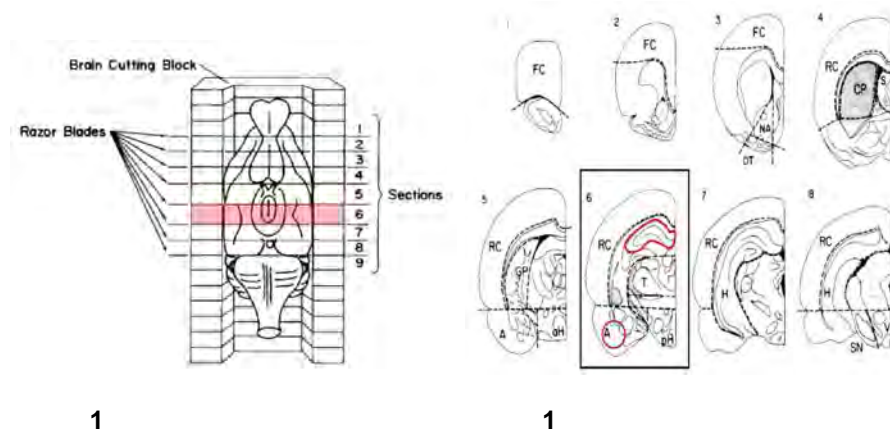 Brain Cutting Block
Razor Blades
1
2
3
4
5
6
7
8
9
Sections
1
FC
2
FC
3
FC
NA
OT
4
RC
CP
S
5
RC
GP
A
aH
6
RC
T
A
pH
7
RC
H
8
RC
H
SN
1
1